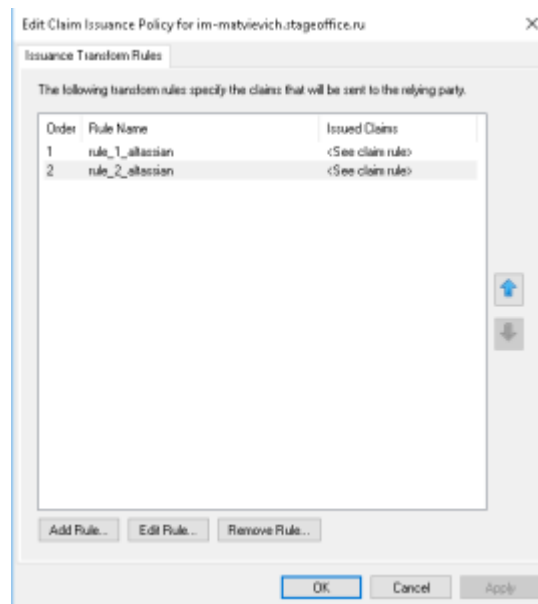 Edit Claim Issuance Policy for im-matvievich.stageoffice.ru
Issuance Transform Rules
The following transform rules specify the claims that will be sent to the relying party.
Order Rule Name Issued Claims
1 rule_1_altassian <See claim rule>
2 rule_2_altassian <See claim rule>
Add Rule... Edit Rule... Remove Rule...
OK Cancel Apply